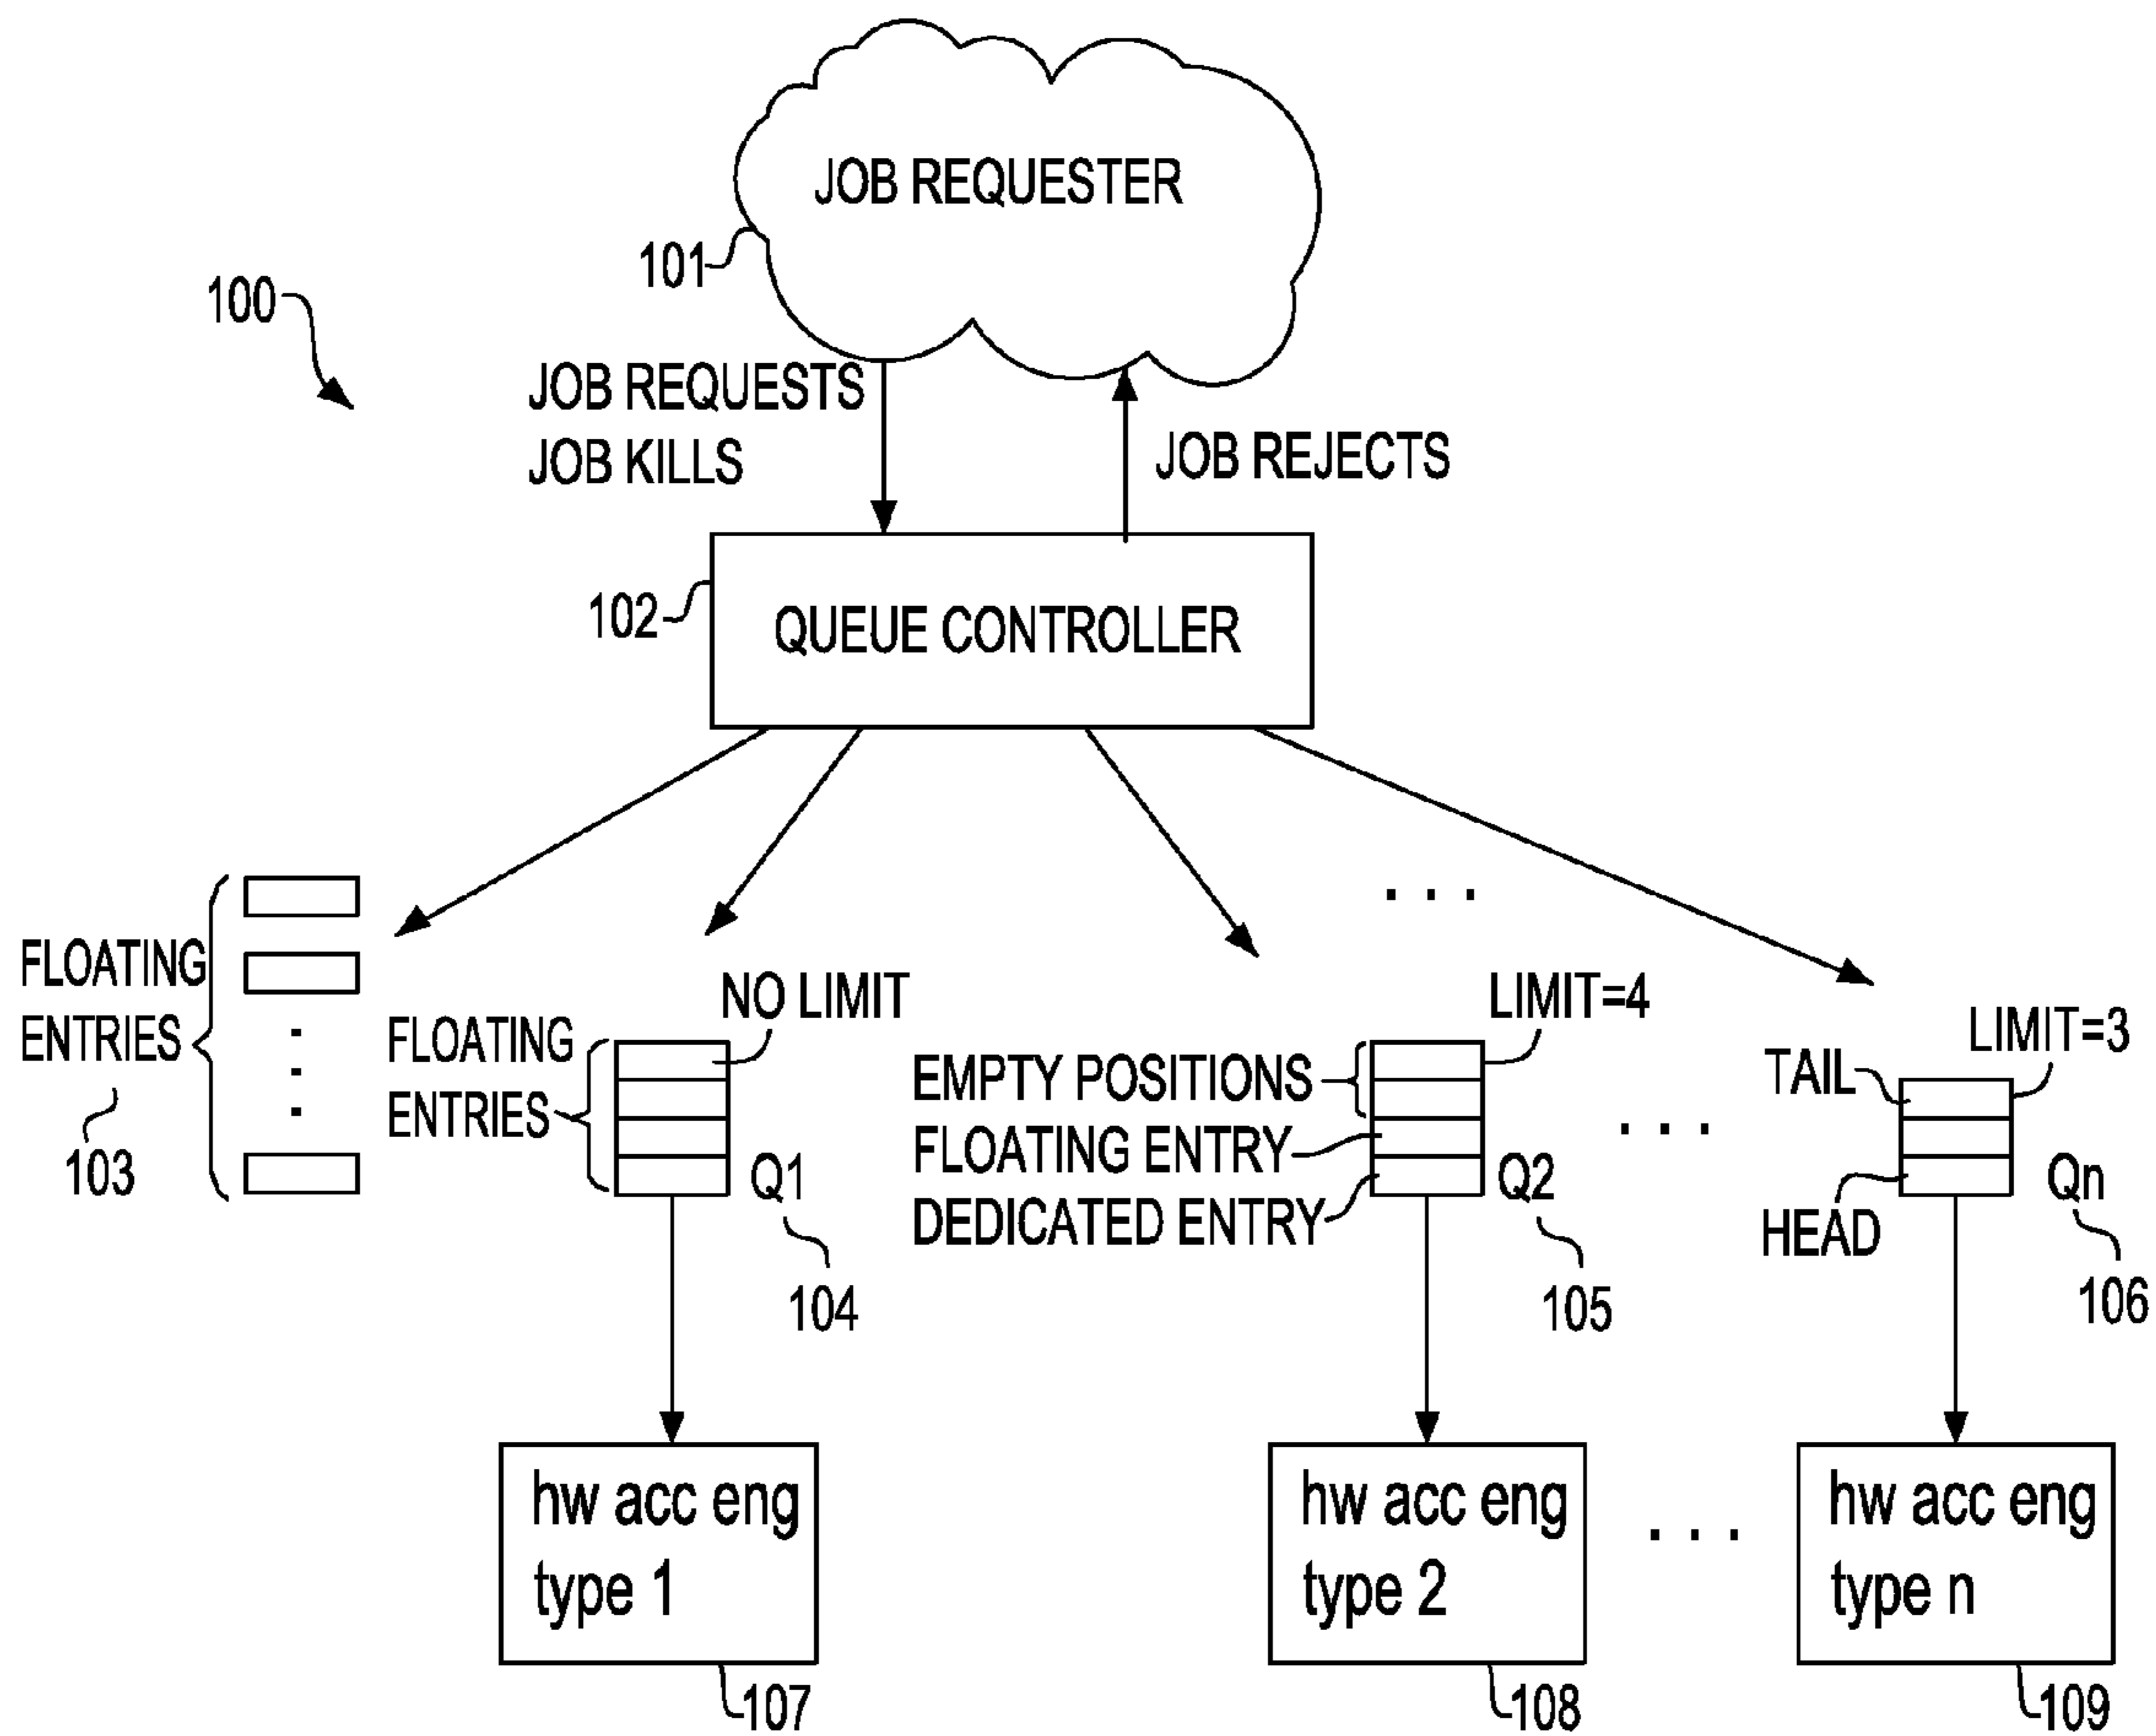 JOB REQUESTER
101
100
JOB REQUESTS
JOB KILLS
JOB REJECTS
102
QUEUE CONTROLLER
FLOATING
ENTRIES
103
FLOATING
ENTRIES
NO LIMIT
Q1
104
LIMIT=4
EMPTY POSITIONS
FLOATING ENTRY
DEDICATED ENTRY
Q2
105
LIMIT=3
TAIL
HEAD
Qn
106
hw acc eng
type 1
107
hw acc eng
type 2
108
hw acc eng
type n
109